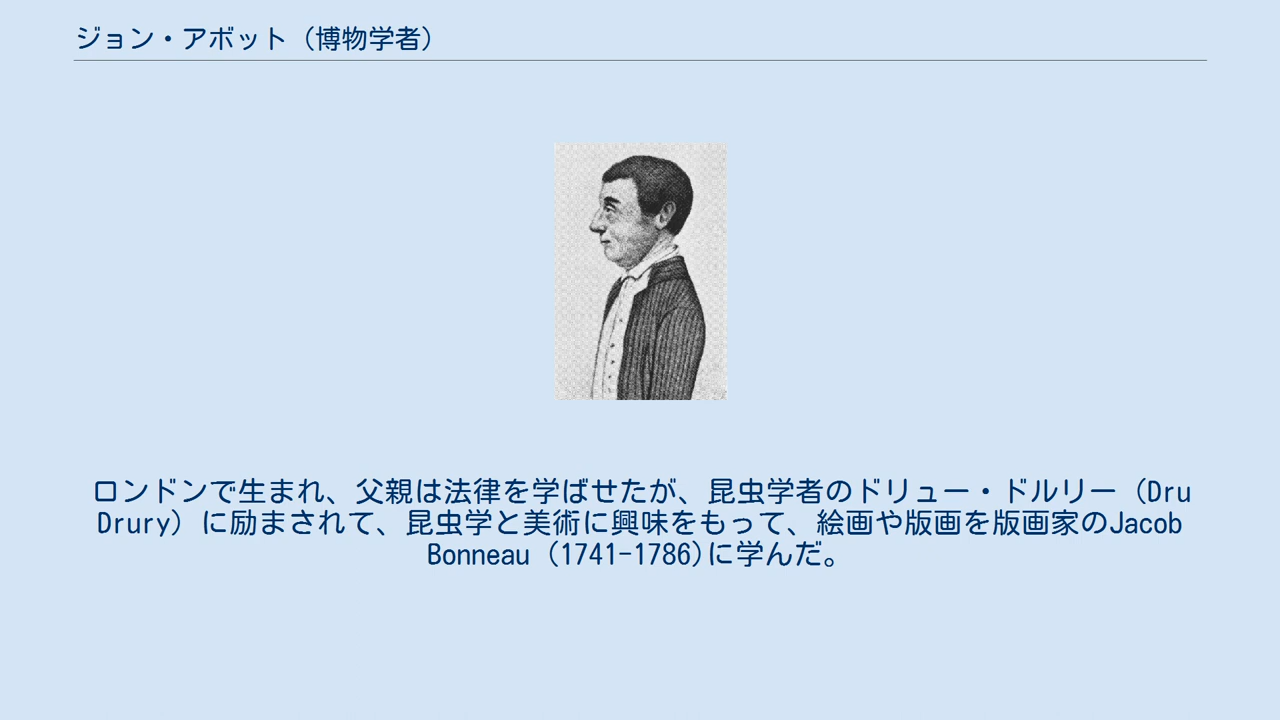 ジョン・アボット（博物学者）
ロンドンで生まれ、父親は法律を学ばせたが、昆虫学者のドリュー・ドルリー（Dru
Drury）に励まされて、昆虫学と美術に興味をもって、絵画や版画を版画家のJacob
Bonneau（1741-1786)に学んだ。